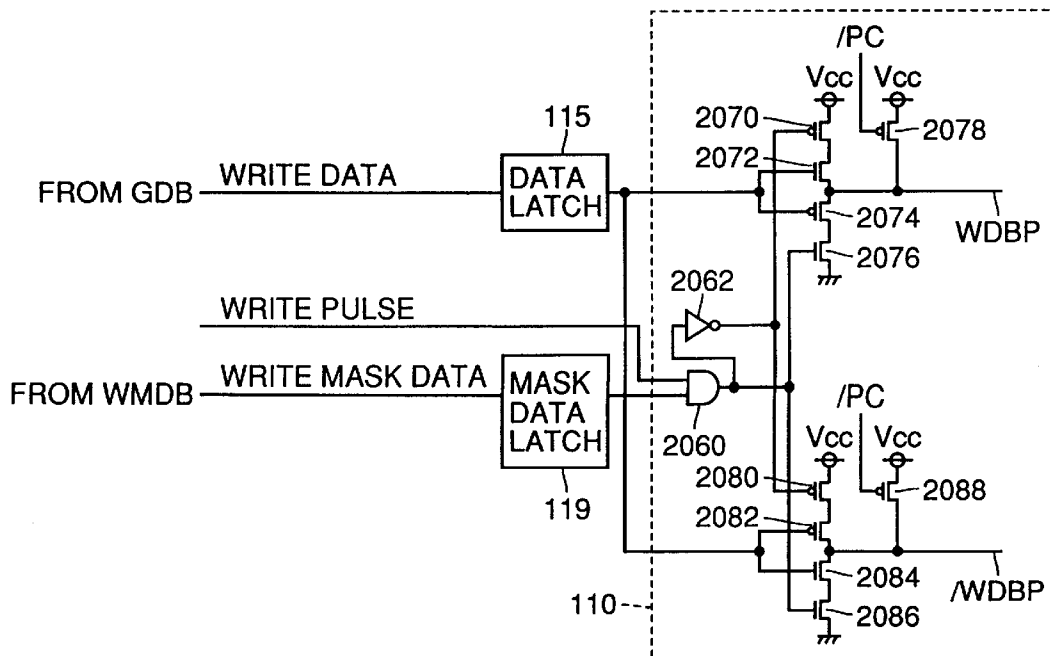 /PC
Vcc Vcc
115
2070
2078
2072
FROM GDB
WRITE DATA
DATA
LATCH
2074
WDBP
2076
2062
WRITE PULSE
FROM WMDB
WRITE MASK DATA
MASK
DATA
LATCH
2060
/PC
Vcc Vcc
119
2080
2088
2082
2084
/WDBP
110
2086